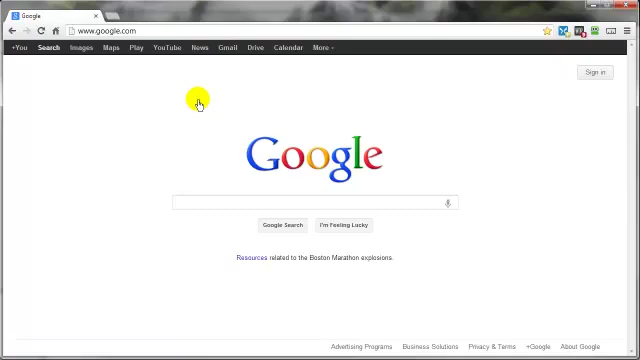 Google
www.google.com
+You Search Images Maps Play YouTube News Gmail Drive Calendar More
Sign in
Google
Google Search I'm Feeling Lucky
Resources related to the Boston Marathon explosions.
Advertising Programs Business Solutions Privacy & Terms +Google About Google